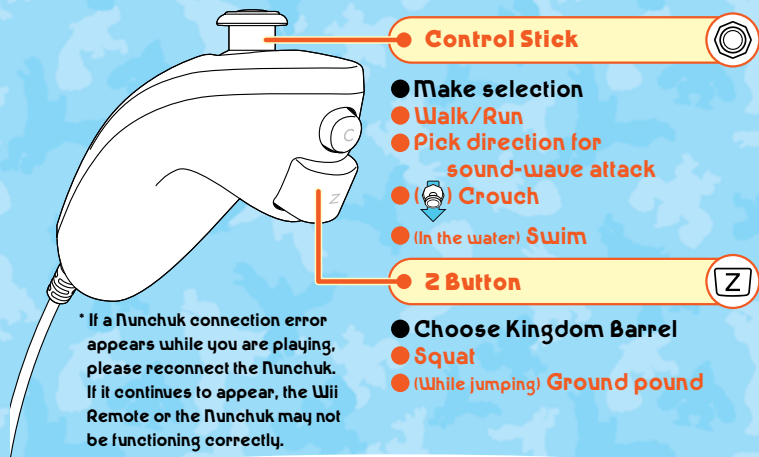 Control Stick
Make selection
Walk/Run
Pick direction for
sound-wave attack
( ) Crouch
(In the water) Swim
C
Z
Z Button
Z
Choose Kingdom Barrel
Squat
(While jumping) Ground pound
* If a Nunchuk connection error
appears while you are playing,
please reconnect the Nunchuk.
If it continues to appear, the Wii
Remote or the Nunchuk may not
be functioning correctly.